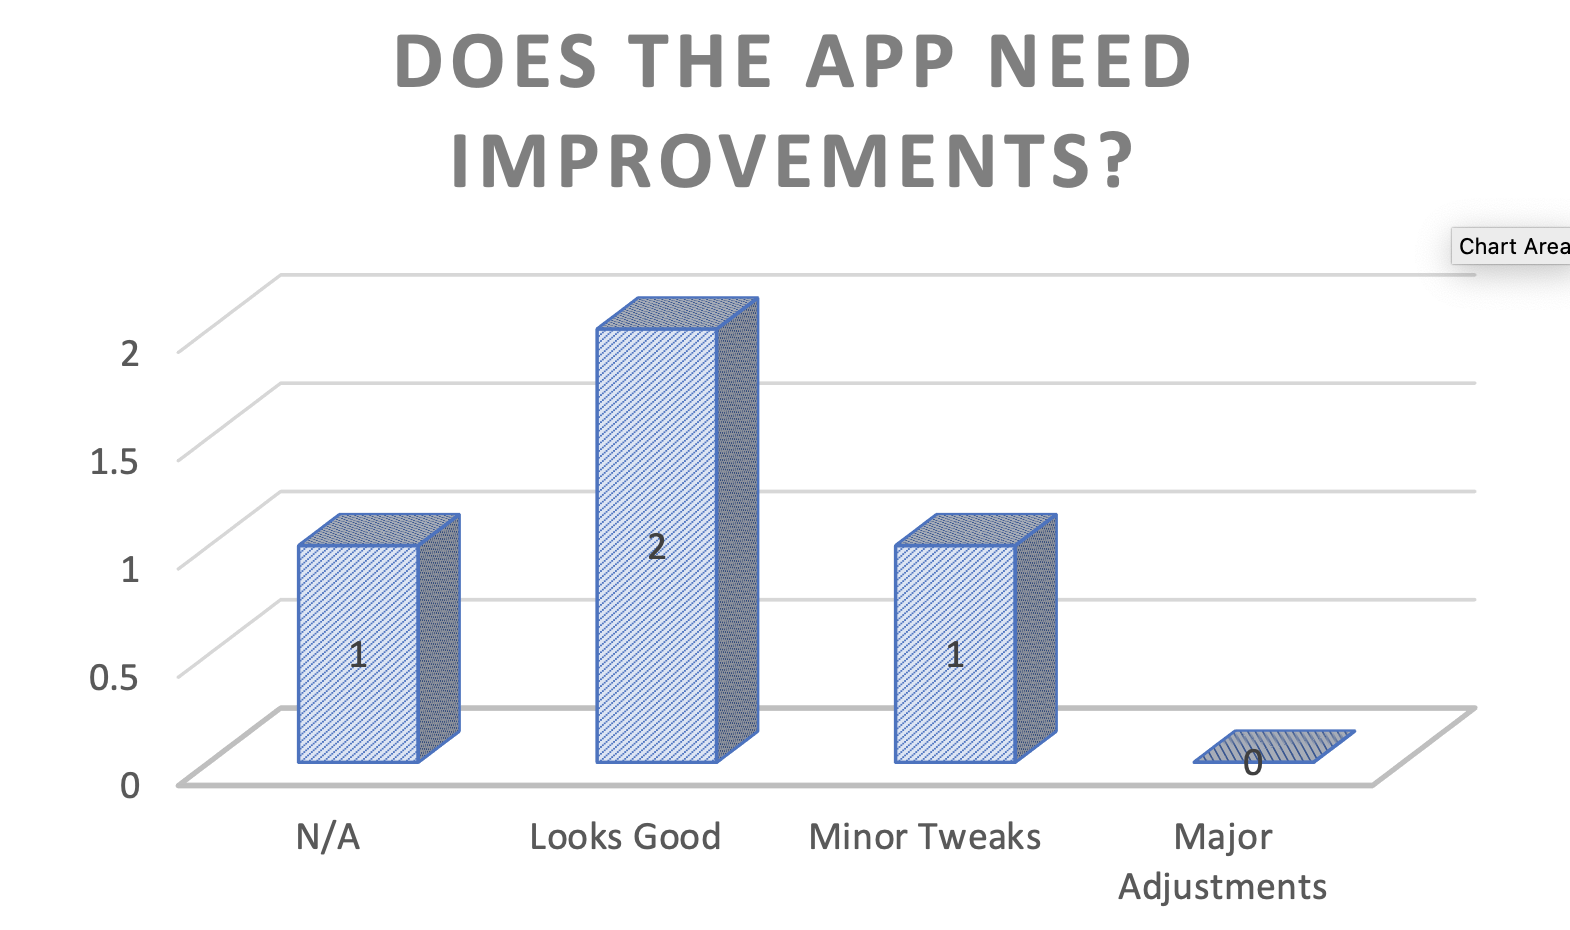 DOES THE APP NEED
IMPROVEMENTS?
Chart Area
2
1.5
1
0.5
0
1
2
1
0
N/A
Looks Good
Minor Tweaks
Major
Adjustments